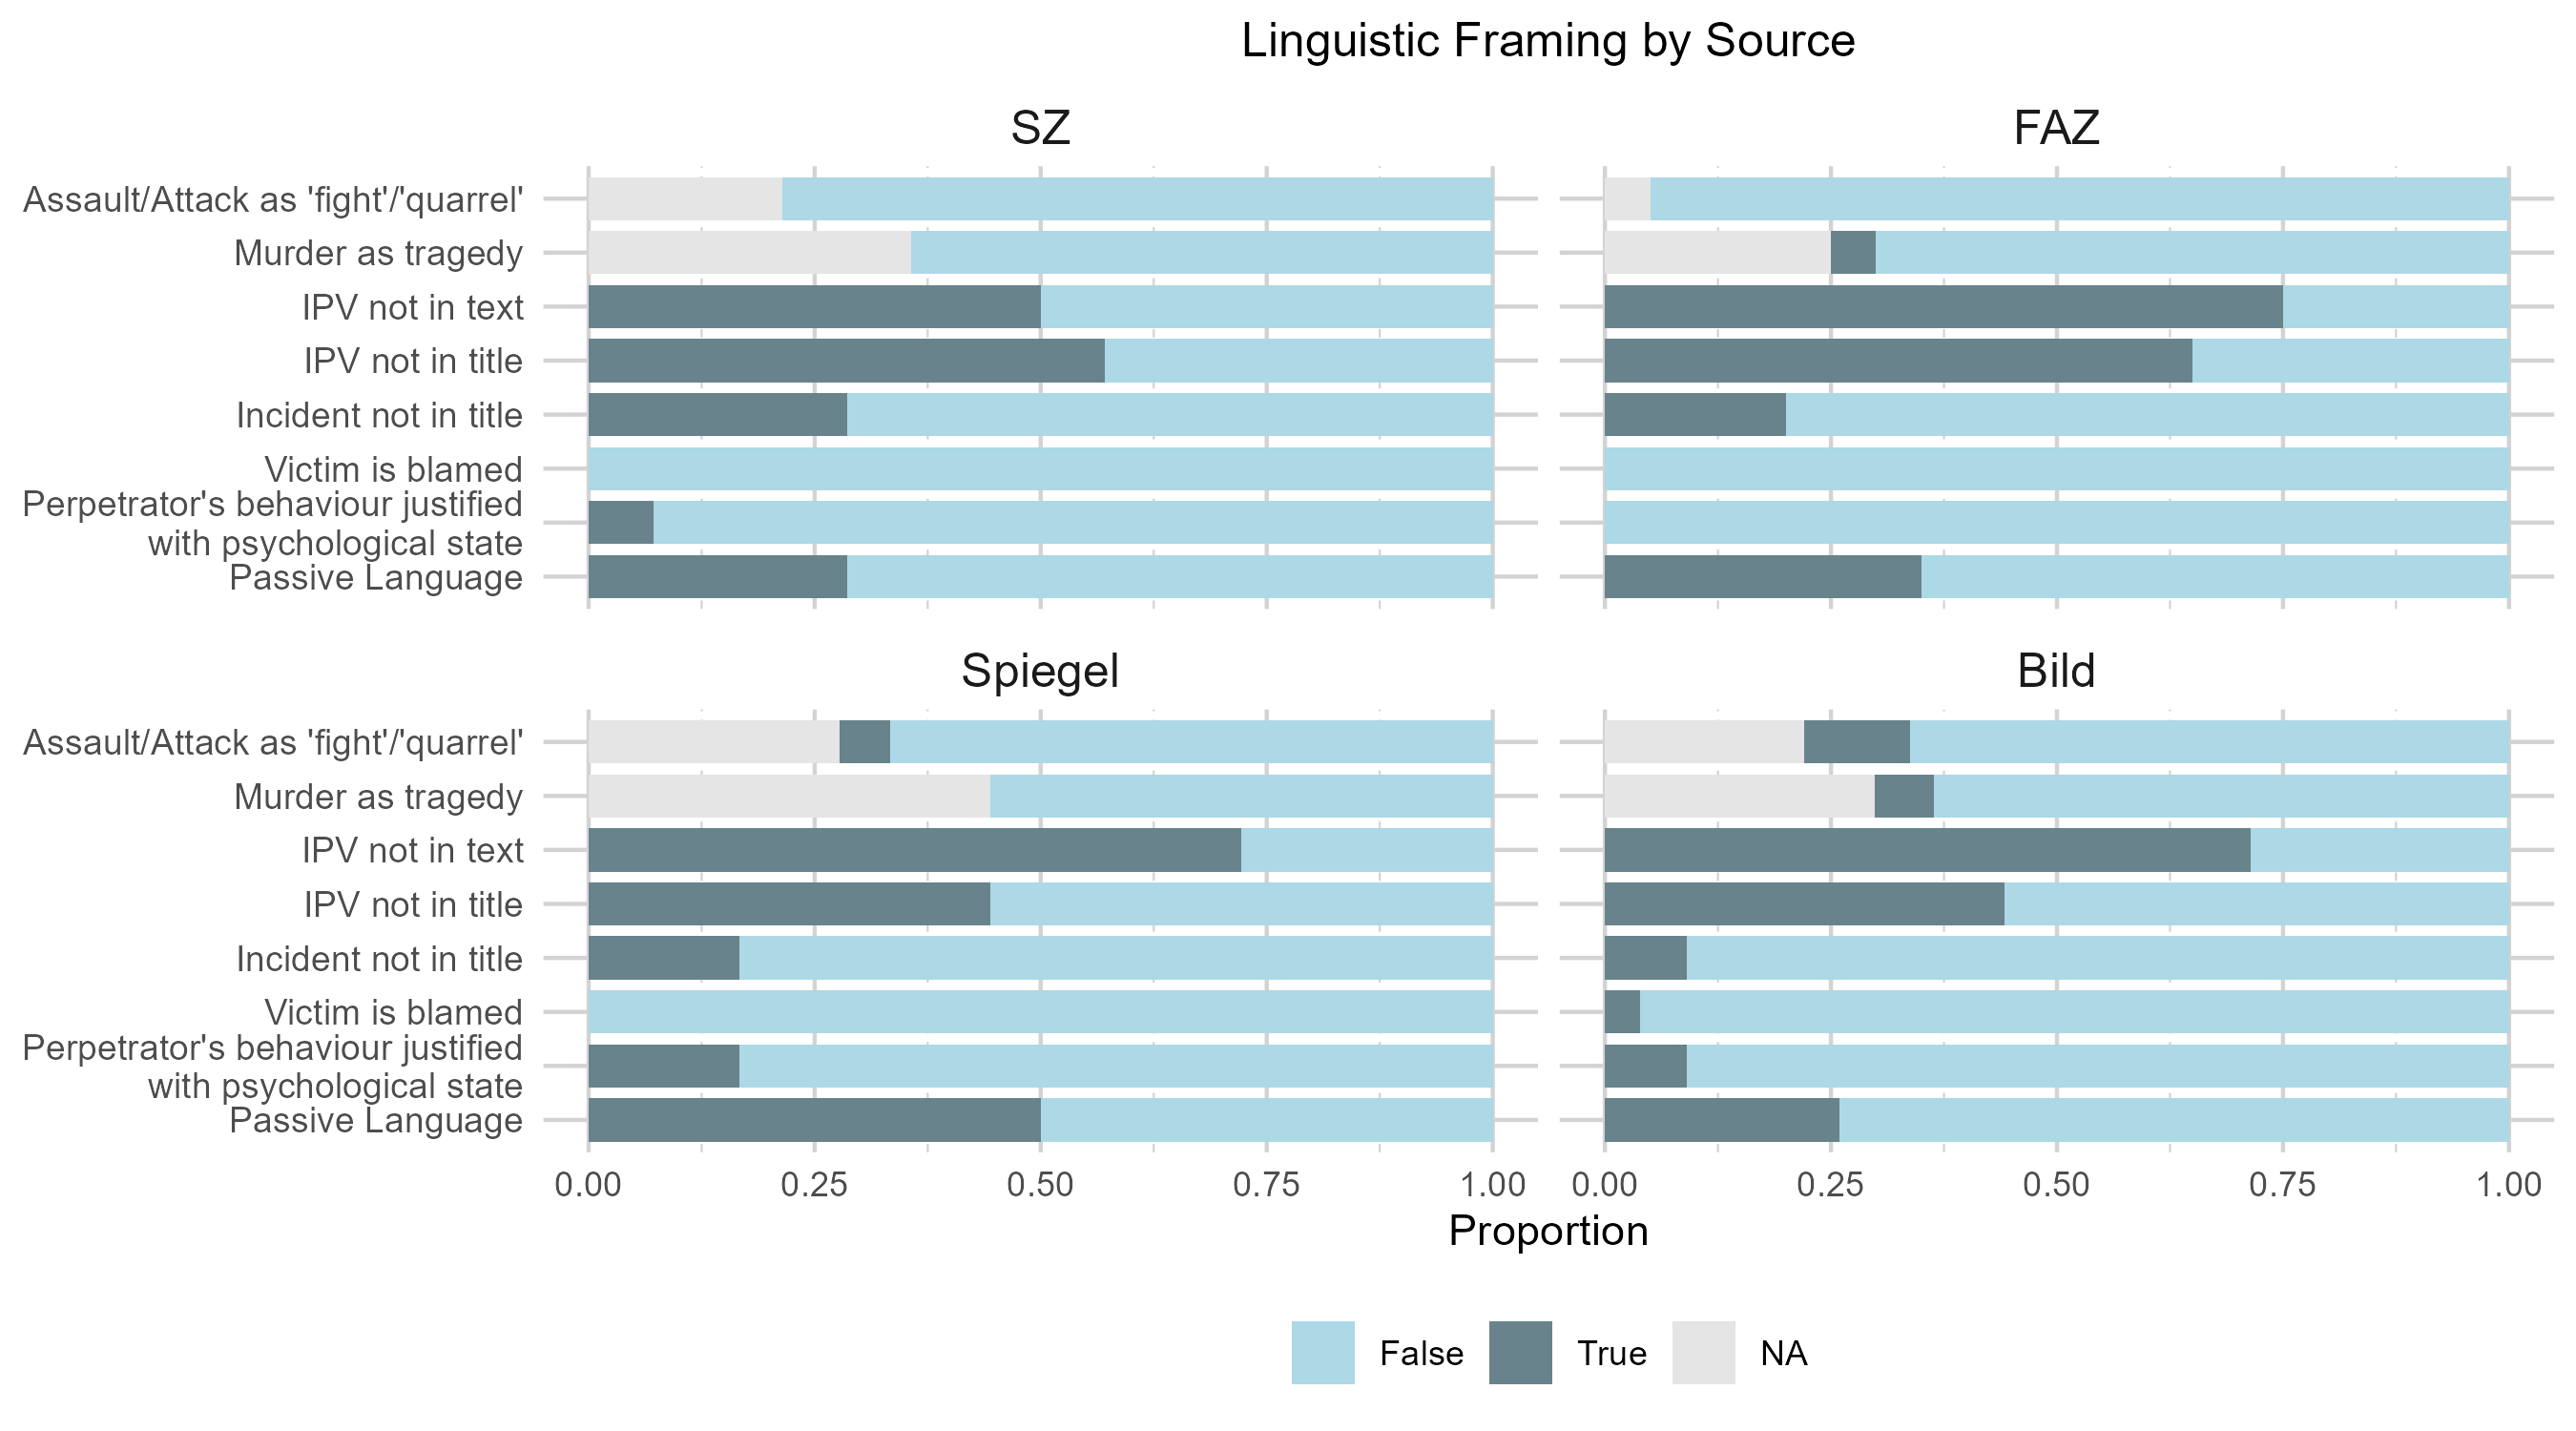 Linguistic Framing by Source
SZ
FAZ
Assault/Attack as 'fight'/'quarrel'
Murder as tragedy
IPV not in text
IPV not in title
Incident not in title
Victim is blamed
Perpetrator's behaviour justified
with psychological state
Passive Language
Spiegel
Bild
Assault/Attack as 'fight'/'quarrel'
Murder as tragedy
IPV not in text
IPV not in title
Incident not in title
Victim is blamed
Perpetrator's behaviour justified
with psychological state
Passive Language
0.00 0.25 0.50 0.75 1.00 0.00 0.25 0.50 0.75 1.00
Proportion
False True NA